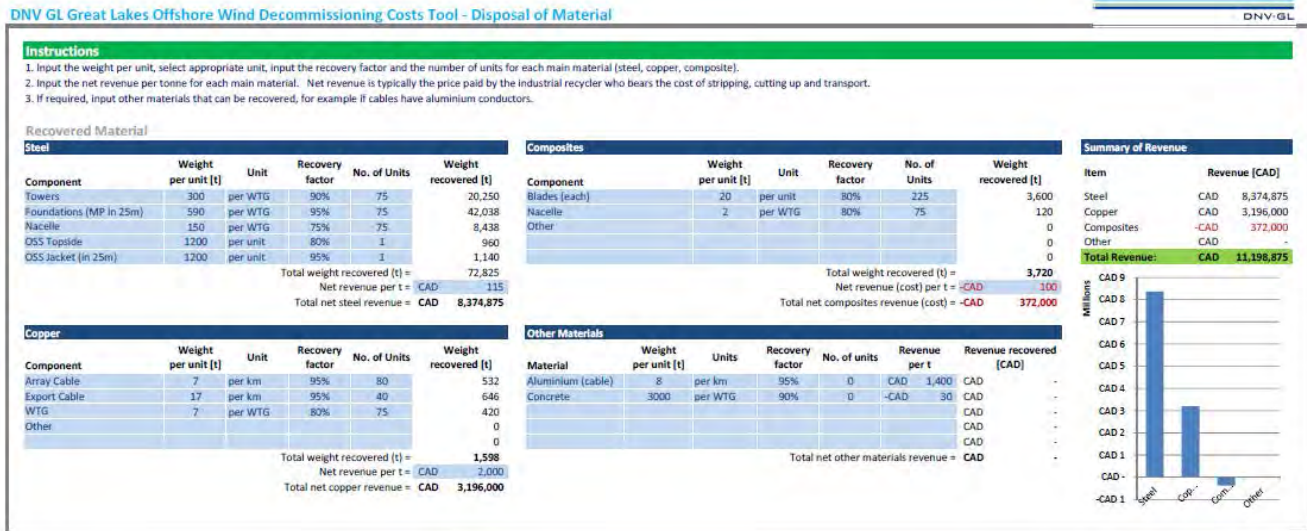 DNV GL Great Lakes Offshore Wind Decommissioning Costs Tool - Disposal of Material
DNV·GL
Instructions
1. Input the weight per unit, select appropriate unit, input the recovery factor and the number of units for each main material (steel, copper, composite).
2. Input the net revenue per tonne for each main material. Net revenue is typically the price paid by the industrial recycler who bears the cost of stripping, cutting up and transport.
3. If required, input other materials that can be recovered, for example if cables have aluminium conductors.
Recovered Material
Steel
Component Weight per unit [t] Unit Recovery factor No. of Units Weight recovered [t]
Towers 300 per WTG 90% 75 20,250
Foundations (MP in 25m) 590 per WTG 95% 75 42,038
Nacelle 150 per WTG 75% 75 8,438
OSS Topside 1200 per unit 80% 1 960
OSS Jacket (in 25m) 1200 per unit 95% 1 1,140
Total weight recovered (t) = 72,825
Net revenue per t = CAD 115
Total net steel revenue = CAD 8,374,875
Composites
Component Weight per unit [t] Unit Recovery factor No. of Units Weight recovered [t]
Blades (each) 20 per unit 80% 225 3,600
Nacelle 2 per WTG 80% 75 120
Other 0
0
0
Total weight recovered (t) = 3,720
Net revenue (cost) per t = -CAD 100
Total net composites revenue (cost) = -CAD 372,000
Summary of Revenue
Item Revenue [CAD]
Steel CAD 8,374,875
Copper CAD 3,196,000
Composites -CAD 372,000
Other CAD -
Total Revenue: CAD 11,198,875
Millions
CAD 9
CAD 8
CAD 7
CAD 6
CAD 5
CAD 4
CAD 3
CAD 2
CAD 1
CAD -
-CAD 1
Steel Cop... Com... Other
Copper
Component Weight per unit [t] Unit Recovery factor No. of Units Weight recovered [t]
Array Cable 7 per km 95% 80 532
Export Cable 17 per km 95% 40 646
WTG 7 per WTG 80% 75 420
Other 0
0
Total weight recovered (t) = 1,598
Net revenue per t = CAD 2,000
Total net copper revenue = CAD 3,196,000
Other Materials
Material Weight per unit [t] Units Recovery factor No. of units Revenue per t Revenue recovered [CAD]
Aluminium (cable) 8 per km 95% 0 CAD 1,400 CAD -
Concrete 3000 per WTG 90% 0 -CAD 30 CAD -
CAD -
CAD -
CAD -
Total net other materials revenue = CAD -